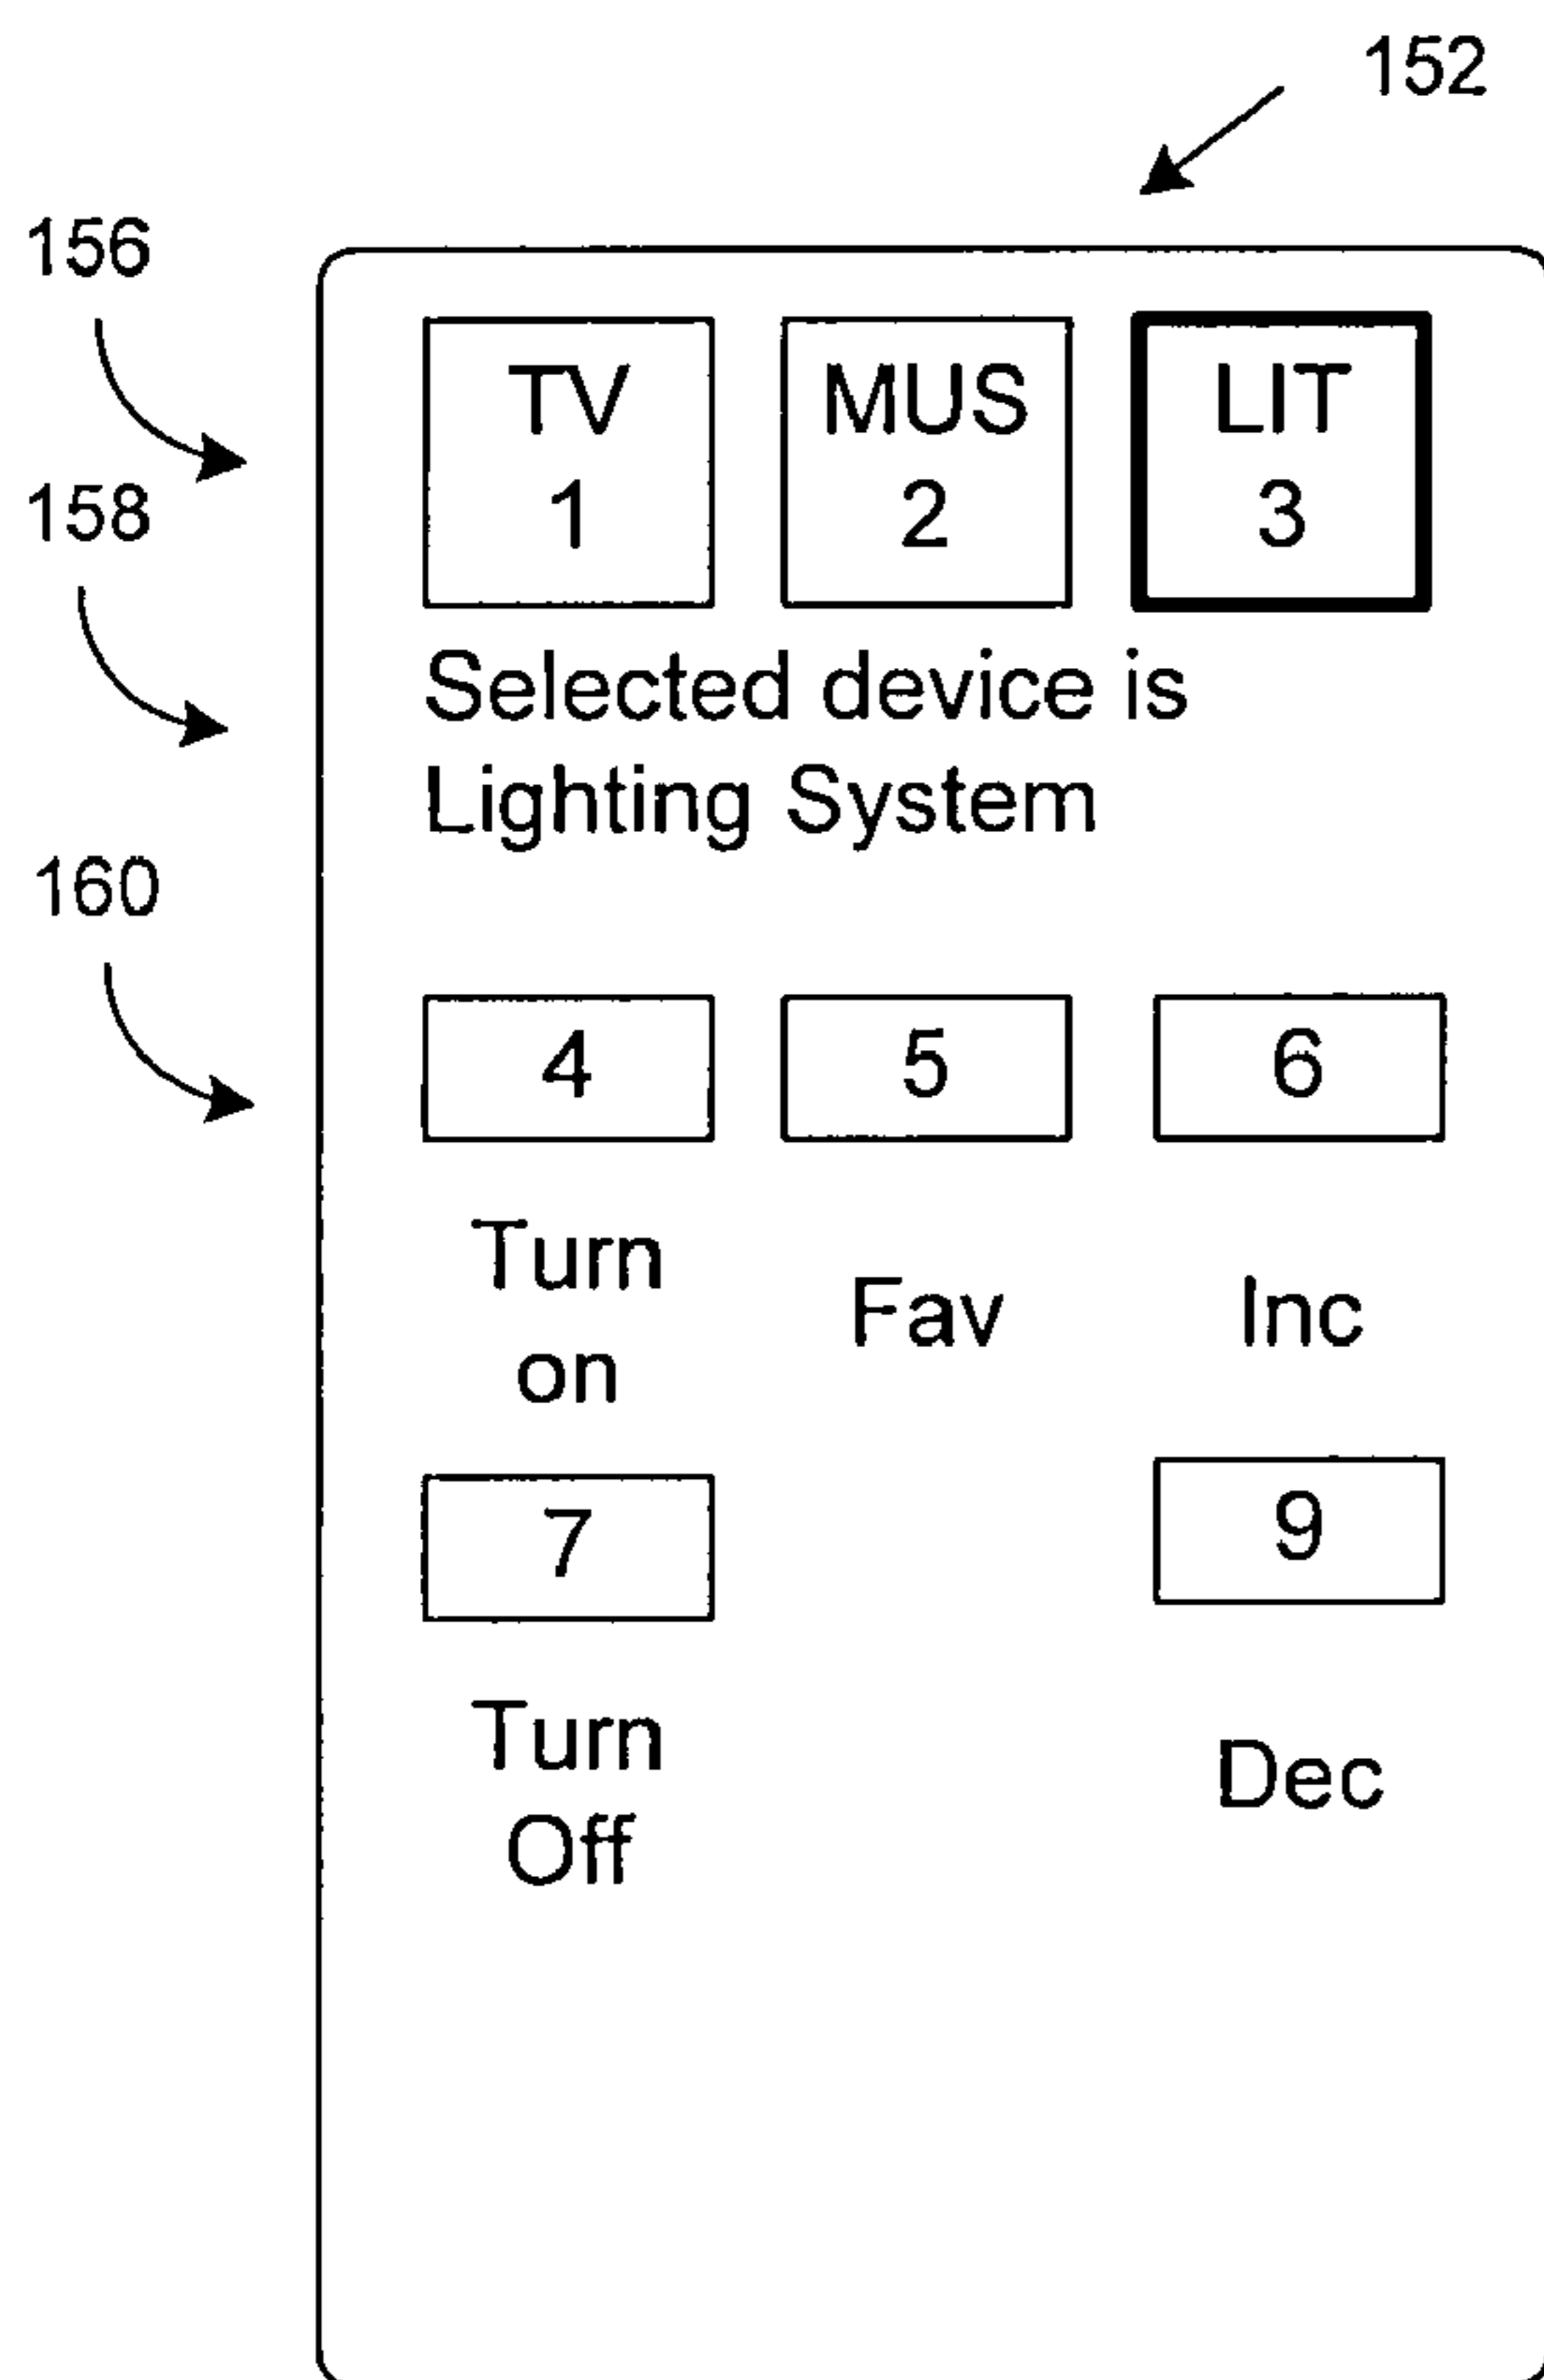 152
156
TV MUS LIT
1 2 3
158
Selected device is
Lighting System
160
4 5 6
Turn
on
Fav Inc
7 9
Turn
Off
Dec